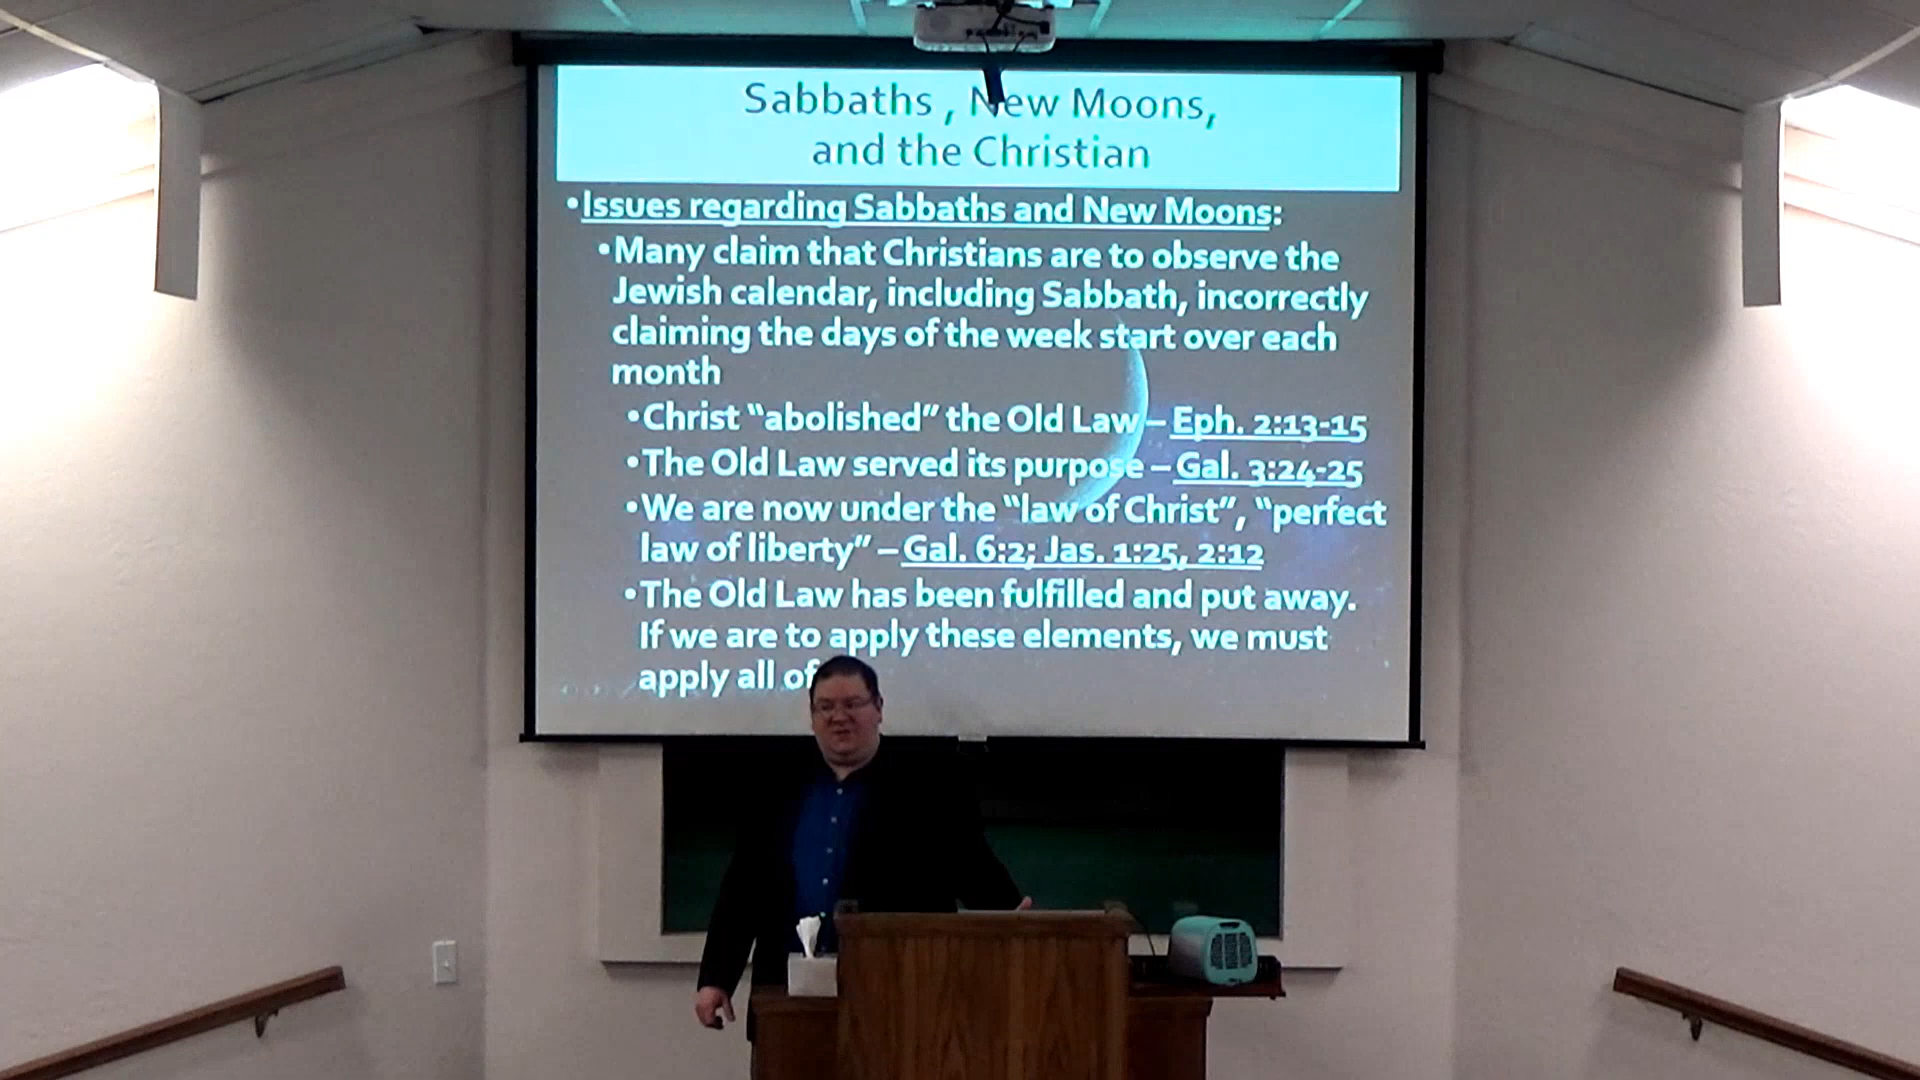 Sabbaths , New Moons,
and the Christian
•Issues regarding Sabbaths and New Moons:
•Many claim that Christians are to observe the
Jewish calendar, including Sabbath, incorrectly
claiming the days of the week start over each
month
•Christ “abolished” the Old Law – Eph. 2:13-15
•The Old Law served its purpose – Gal. 3:24-25
•We are now under the “law of Christ”, “perfect
law of liberty” – Gal. 6:2; Jas. 1:25, 2:12
•The Old Law has been fulfilled and put away.
If we are to apply these elements, we must
apply all of